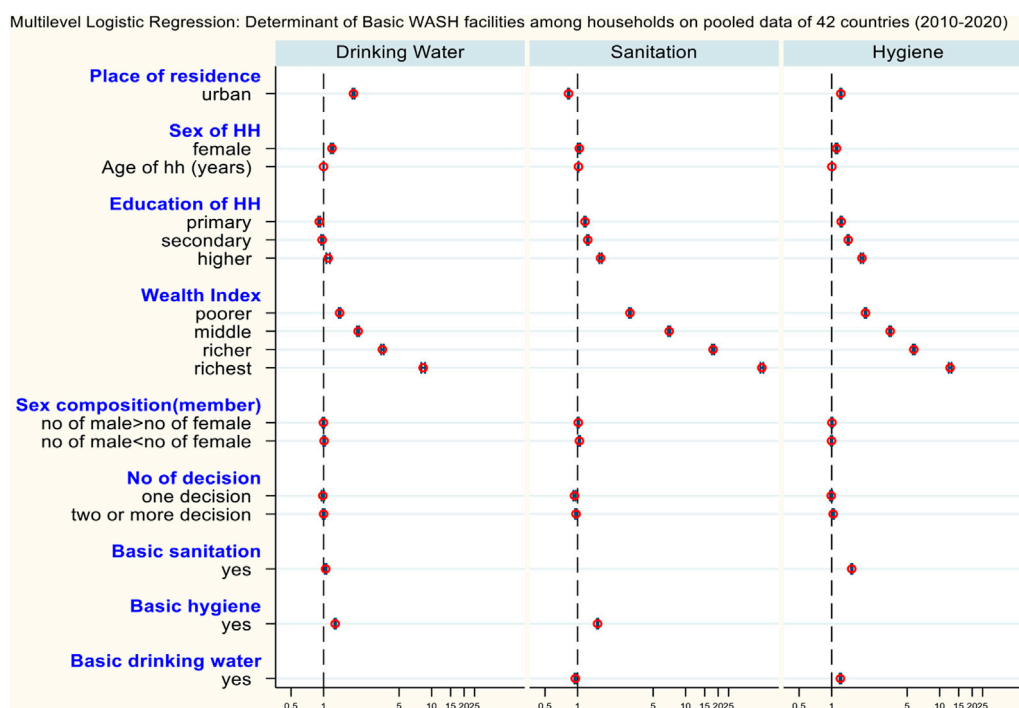 Multilevel Logistic Regression: Determinant of Basic WASH facilities among households on pooled data of 42 countries (2010-2020)
Drinking Water Sanitation Hygiene
Place of residence
urban
Sex of HH
female
Age of hh (years)
Education of HH
primary
secondary
higher
Wealth Index
poorer
middle
richer
richest
Sex composition(member)
no of male>no of female
no of male<no of female
No of decision
one decision
two or more decision
Basic sanitation
yes
Basic hygiene
yes
Basic drinking water
yes
0.5 1 5 10 15 2025 0.5 1 5 10 15 2025 0.5 1 5 10 15 2025